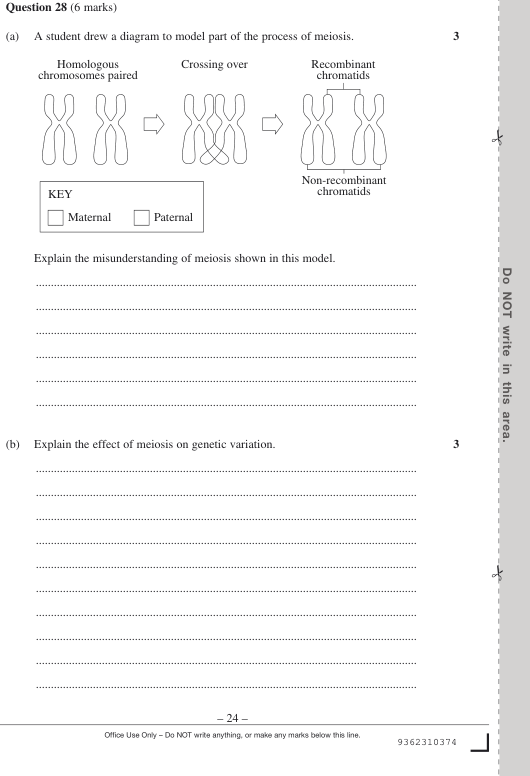 Question 28 (6 marks)
(a) A student drew a diagram to model part of the process of meiosis. 3
Homologous
chromosomes paired
Crossing over
Recombinant
chromatids
Non-recombinant
chromatids
KEY
Maternal Paternal
Explain the misunderstanding of meiosis shown in this model.
(b) Explain the effect of meiosis on genetic variation. 3
Do NOT write in this area.
– 24 –
Office Use Only – Do NOT write anything, or make any marks below this line.
9362310374